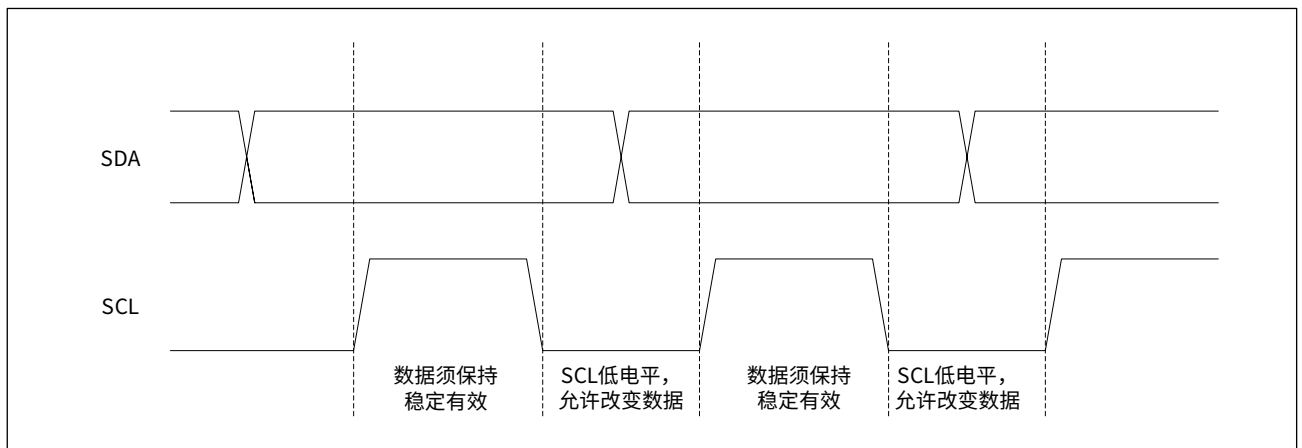 SDA
SCL
数据须保持
稳定有效
SCL低电平，
允许改变数据
数据须保持
稳定有效
SCL低电平，
允许改变数据